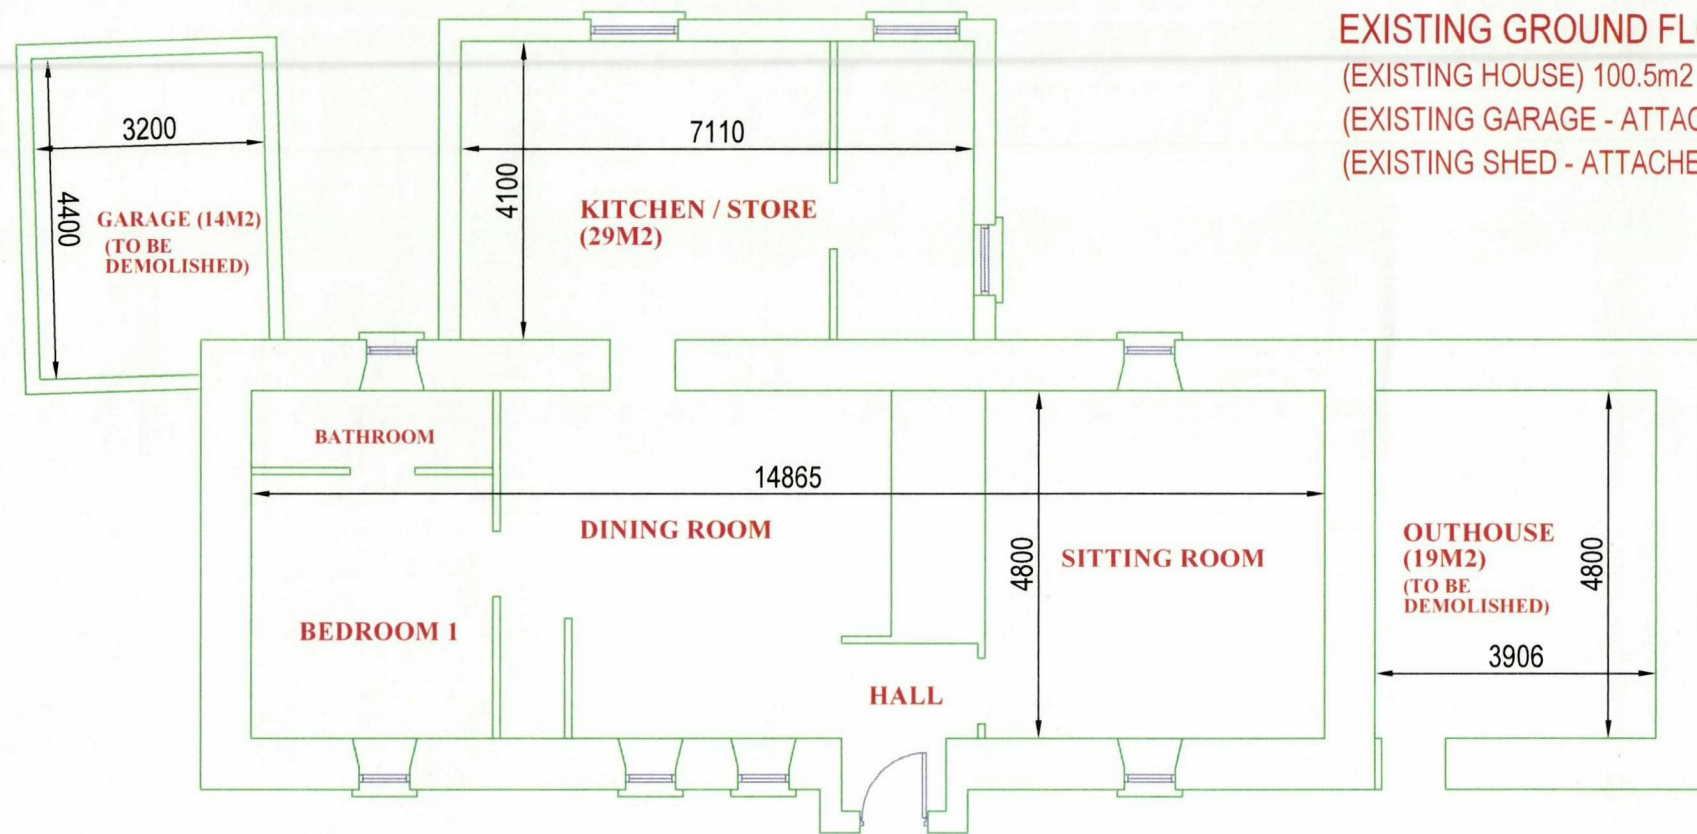 EXISTING GROUND FL
(EXISTING HOUSE) 100.5m2
(EXISTING GARAGE - ATTAC
(EXISTING SHED - ATTACHE
3200
4400
GARAGE (14M2)
(TO BE
DEMOLISHED)
7110
4100
KITCHEN / STORE
(29M2)
BATHROOM
14865
DINING ROOM
BEDROOM 1
HALL
4800
SITTING ROOM
OUTHOUSE
(19M2)
(TO BE
DEMOLISHED)
4800
3906